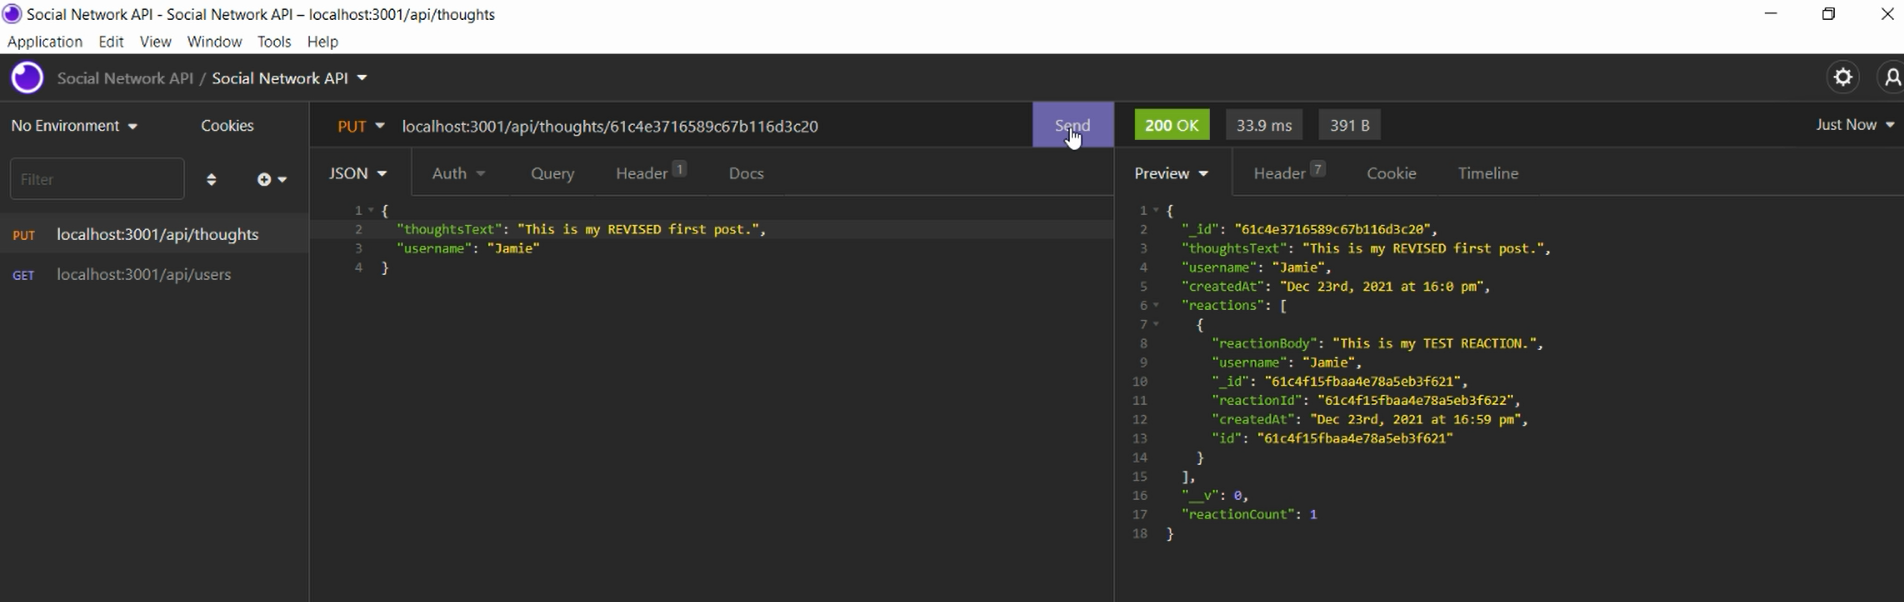 Social Network API - Social Network API – localhost:3001/api/thoughts
Application Edit View Window Tools Help
Social Network API / Social Network API
No Environment Cookies
PUT localhost:3001/api/thoughts/61c4e3716589c67b116d3c20 Send
200 OK 33.9 ms 391 B Just Now
Filter
JSON Auth Query Header 1 Docs
Preview Header 7 Cookie Timeline
PUT localhost:3001/api/thoughts
GET localhost:3001/api/users
1 {
2 "thoughtsText": "This is my REVISED first post.",
3 "username": "Jamie"
4 }
1 {
2 "_id": "61c4e3716589c67b116d3c20",
3 "thoughtsText": "This is my REVISED first post.",
4 "username": "Jamie",
5 "createdAt": "Dec 23rd, 2021 at 16:0 pm",
6 "reactions": [
7 {
8 "reactionBody": "This is my TEST REACTION.",
9 "username": "Jamie",
10 "_id": "61c4f15fbaa4e78a5eb3f621",
11 "reactionId": "61c4f15fbaa4e78a5eb3f622",
12 "createdAt": "Dec 23rd, 2021 at 16:59 pm",
13 "id": "61c4f15fbaa4e78a5eb3f621"
14 }
15 ],
16 "__v": 0,
17 "reactionCount": 1
18 }